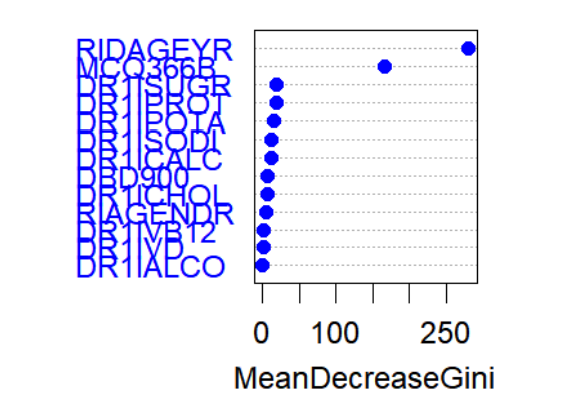 RIDAGEYR
MCQ366B
DR1ISUGR
DR1IPROT
DR1IPOTA
DR1ISODI
DR1ICALC
DBD900
DR1ICHOL
RIAGENDR
DR1IVB12
DR1IVD
DR1IALCO
0 100 250
MeanDecreaseGini